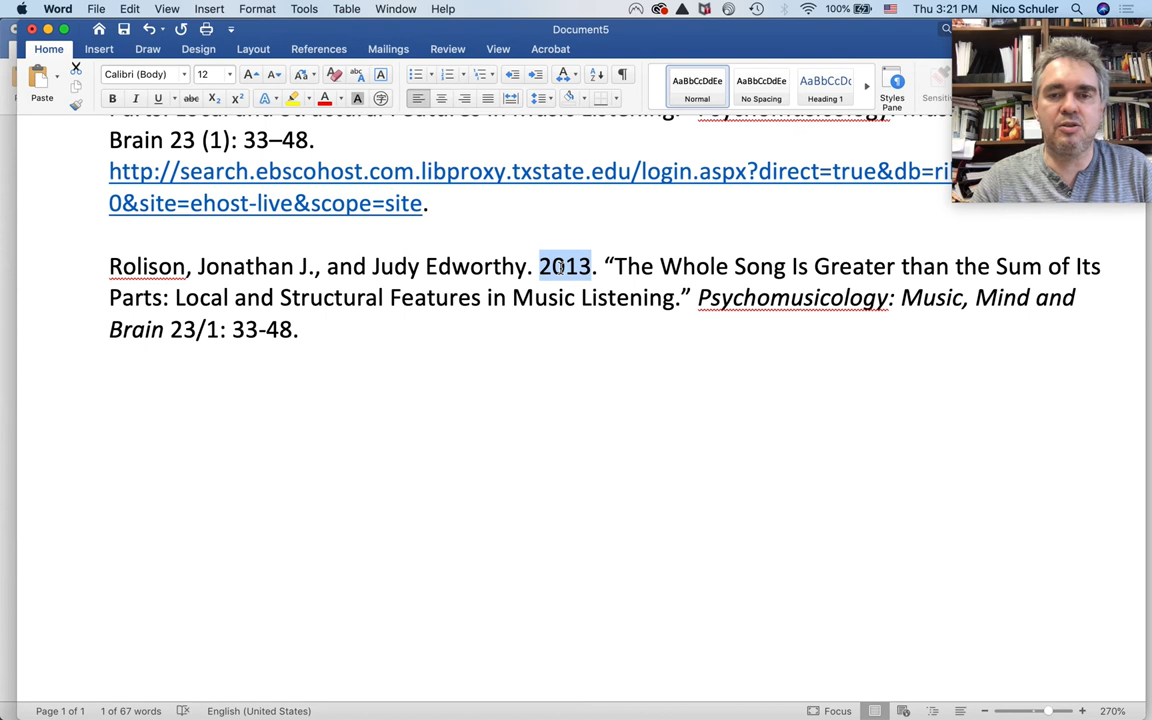 Word File Edit View Insert Format Tools Table Window Help 100% Thu 3:21 PM Nico Schuler
Document5
Home Insert Draw Design Layout References Mailings Review View Acrobat
Paste Calibri (Body) 12 AaBbCcDdEe Normal AaBbCcDdEe No Spacing AaBbCcDc Heading 1 Styles Pane
Brain 23 (1): 33–48.
http://search.ebscohost.com.libproxy.txstate.edu/login.aspx?direct=true&db=ri
0&site=ehost-live&scope=site.
Rolison, Jonathan J., and Judy Edworthy. 2013. “The Whole Song Is Greater than the Sum of Its
Parts: Local and Structural Features in Music Listening.” Psychomusicology: Music, Mind and
Brain 23/1: 33-48.
Page 1 of 1 1 of 67 words English (United States) Focus 270%